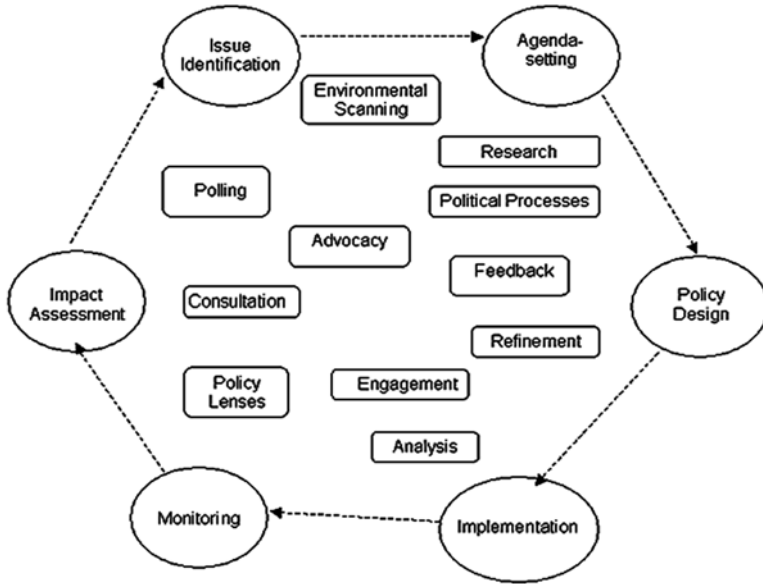 Issue
Identification
Agenda-
setting
Environmental
Scanning
Research
Polling
Political Processes
Advocacy
Feedback
Impact
Assessment
Consultation
Policy
Design
Refinement
Policy
Lenses
Engagement
Analysis
Monitoring
Implementation